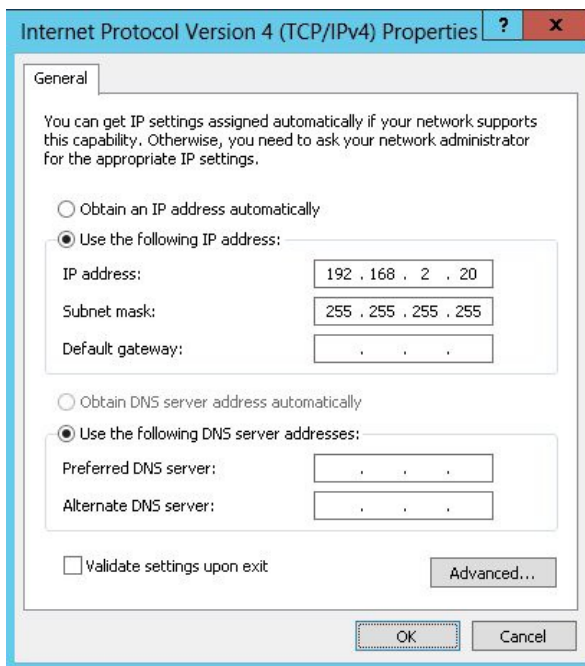 Internet Protocol Version 4 (TCP/IPv4) Properties ? x
General
You can get IP settings assigned automatically if your network supports
this capability. Otherwise, you need to ask your network administrator
for the appropriate IP settings.
Obtain an IP address automatically
Use the following IP address:
IP address: 192 . 168 . 2 . 20
Subnet mask: 255 . 255 . 255 . 255
Default gateway: . . .
Obtain DNS server address automatically
Use the following DNS server addresses:
Preferred DNS server: . . .
Alternate DNS server: . . .
Validate settings upon exit
Advanced...
OK Cancel